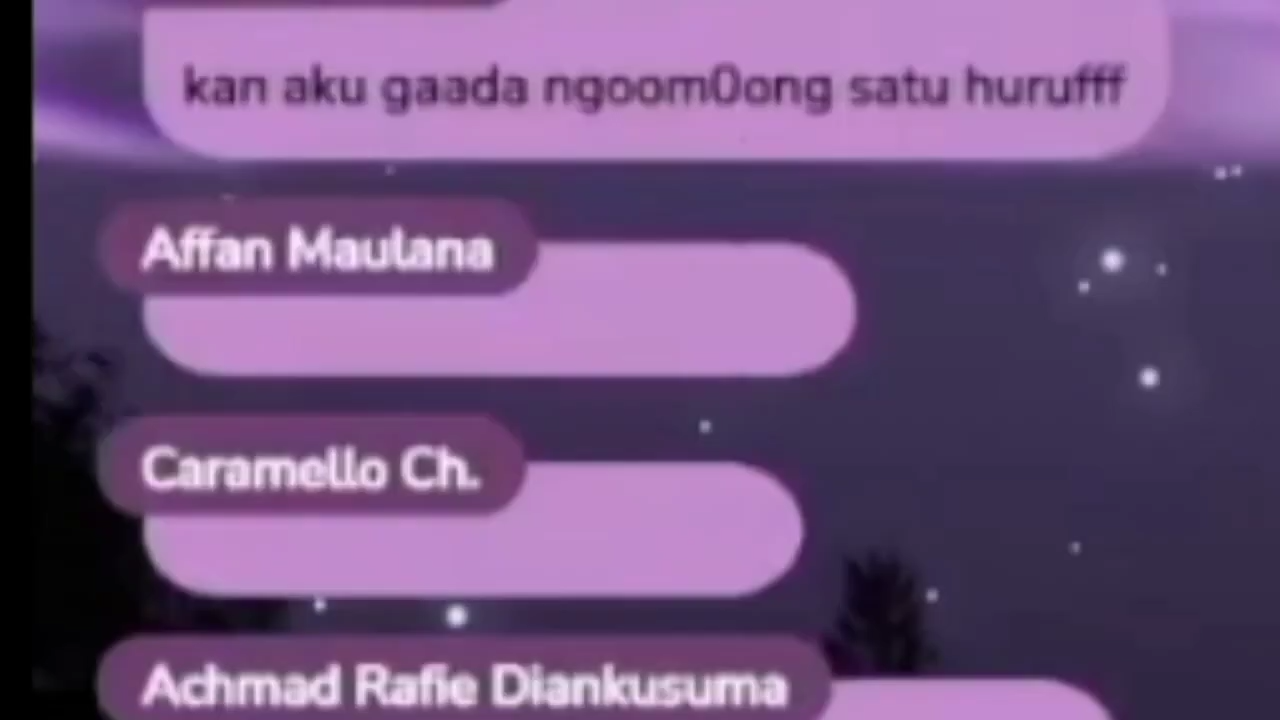 kan aku gaada ngoom0ong satu hurufff
Affan Maulana
Caramello Ch.
Achmad Rafie Diankusuma